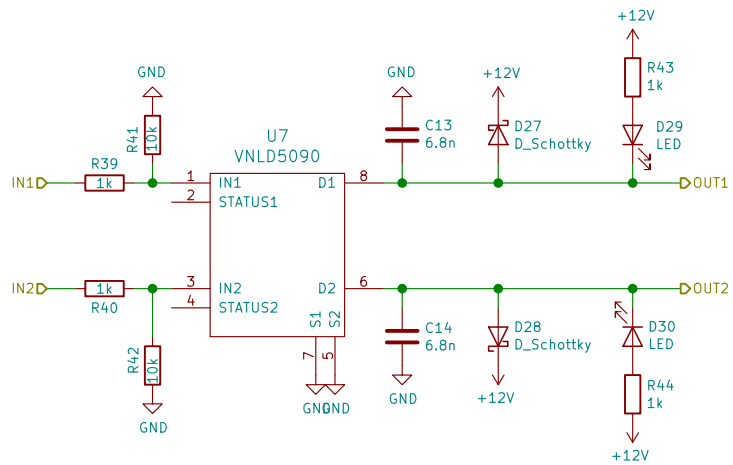 +12V
GND
GND
+12V
R41
10k
R43
1k
U7
VNLD5090
C13
6.8n
D27
D_Schottky
D29
LED
R39
IN1
1k
1
IN1
D1
8
OUT1
2
STATUS1
IN2
1k
3
IN2
D2
6
OUT2
R40
4
STATUS2
S1
S2
7
5
R42
10k
C14
6.8n
D28
D_Schottky
D30
LED
R44
1k
GND
GND
GND
+12V
GND
+12V